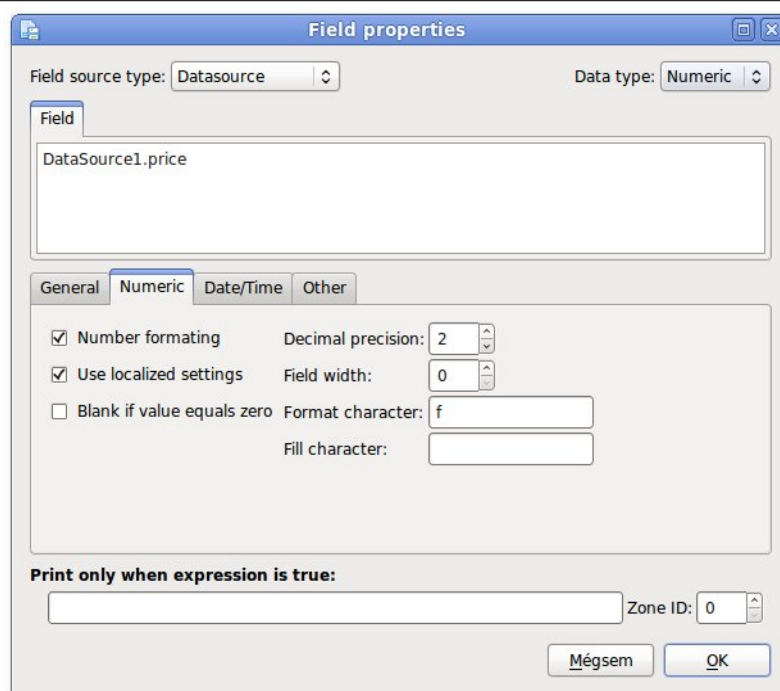 Field properties
Field source type: Datasource Data type: Numeric
Field
DataSource1.price
General Numeric Date/Time Other
Number formating Decimal precision: 2
Use localized settings Field width: 0
Blank if value equals zero Format character: f
Fill character:
Print only when expression is true:
Zone ID: 0
Mégsem OK